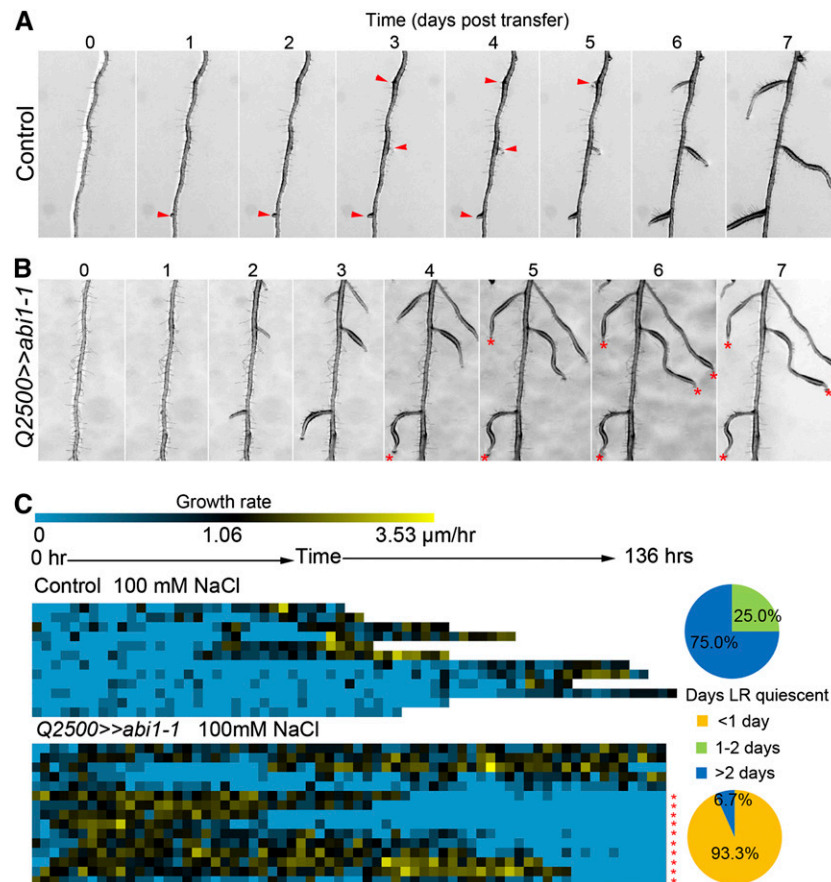 A
Time (days post transfer)
0 1 2 3 4 5 6 7
Control
B
0 1 2 3 4 5 6 7
Q2500>>abi1-1
* * * * * * * * * * *
C
Growth rate
0 1.06 3.53 µm/hr
0 hr Time 136 hrs
Control 100 mM NaCl
25.0%
75.0%
Days LR quiescent
<1 day
1-2 days
>2 days
Q2500>>abi1-1 100mM NaCl
6.7%
93.3%